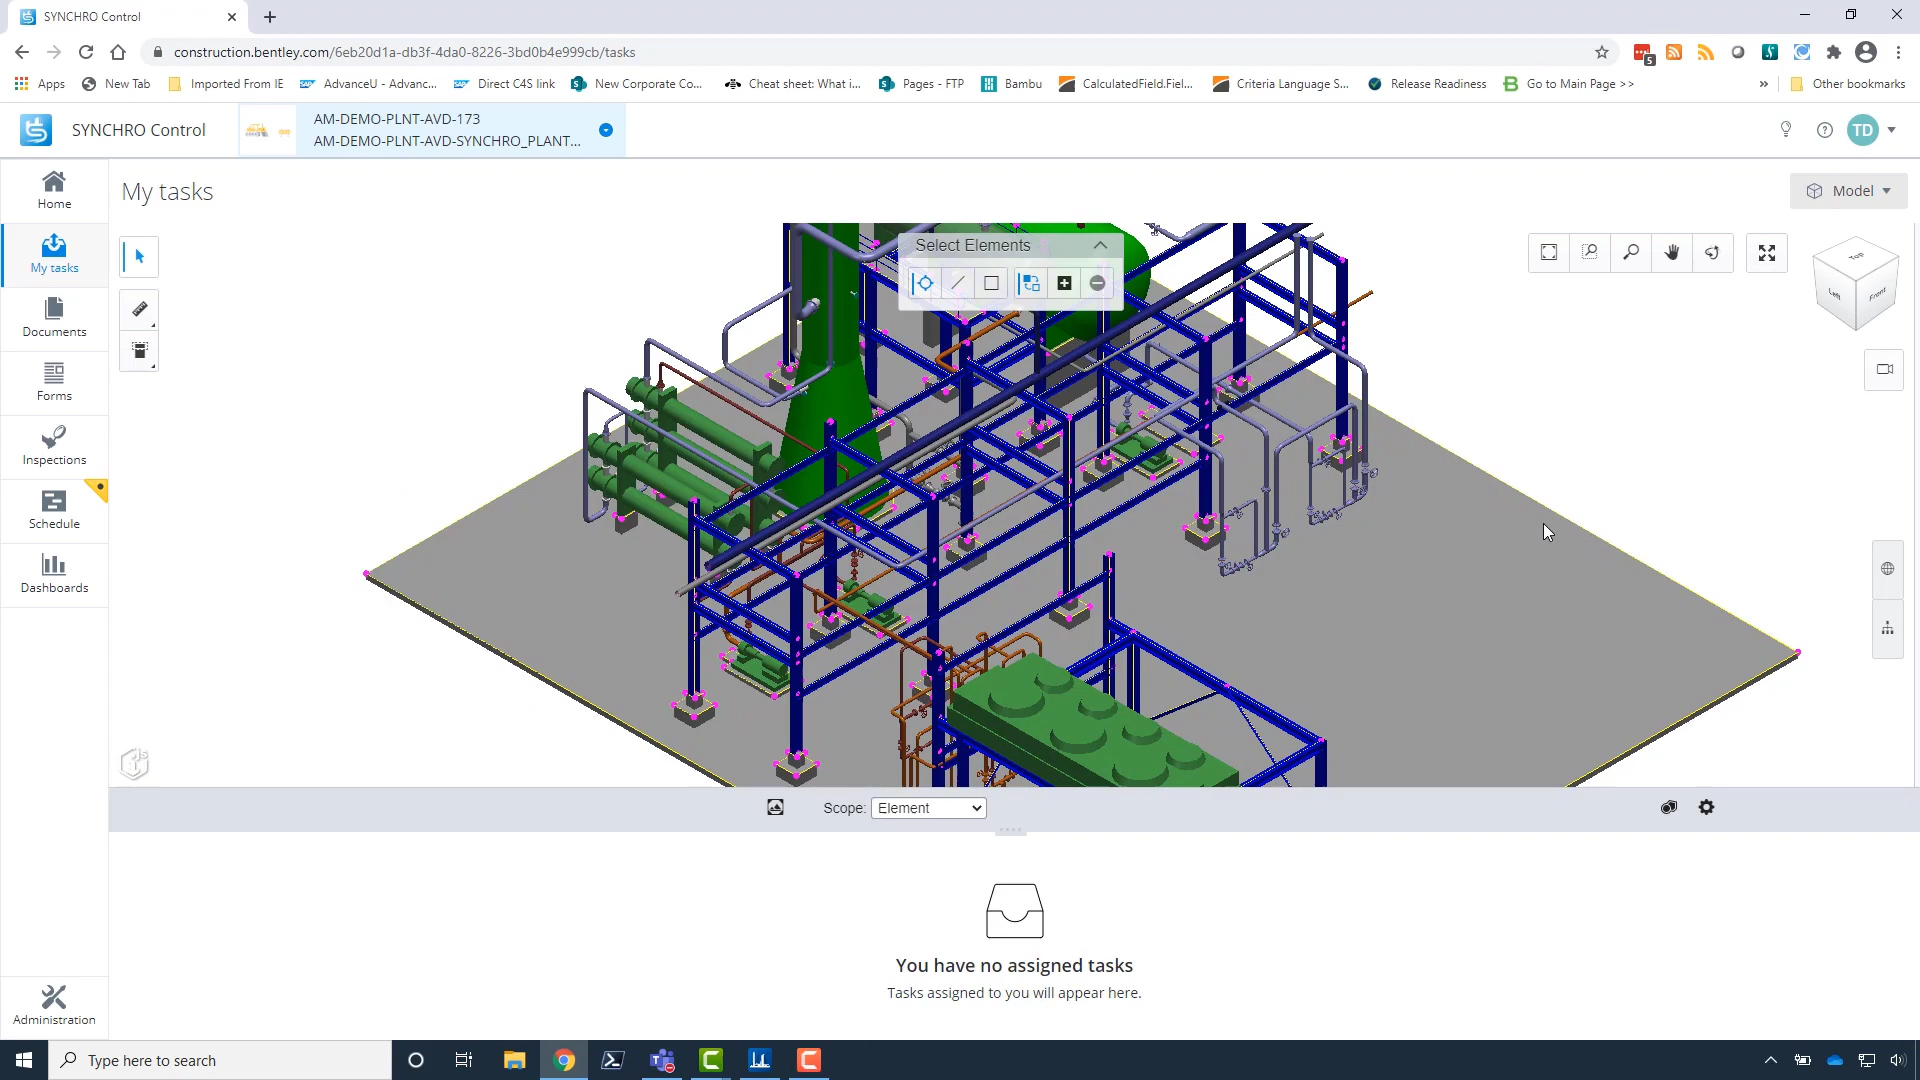 SYNCHRO Control
construction.bentley.com/6eb20d1a-db3f-4da0-8226-3bd0b4e999cb/tasks
5
Apps
New Tab
Imported From IE
AdvanceU - Advanc...
Direct C4S link
New Corporate Co...
Cheat sheet: What i...
Pages - FTP
Bambu
CalculatedField.Fiel...
Criteria Language S...
Release Readiness
Go to Main Page >>
Other bookmarks
SYNCHRO Control
AM-DEMO-PLNT-AVD-173
AM-DEMO-PLNT-AVD-SYNCHRO_PLANT...
TD
Home
My tasks
Documents
Forms
Inspections
Schedule
Dashboards
Administration
My tasks
Model
Select Elements
Top
Left
Front
Scope:
Element
You have no assigned tasks
Tasks assigned to you will appear here.
Type here to search